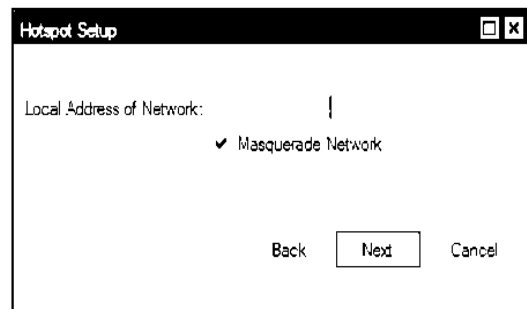 Hotspot Setup
Local Address of Network:
Masquerade Network
Back Next Cancel